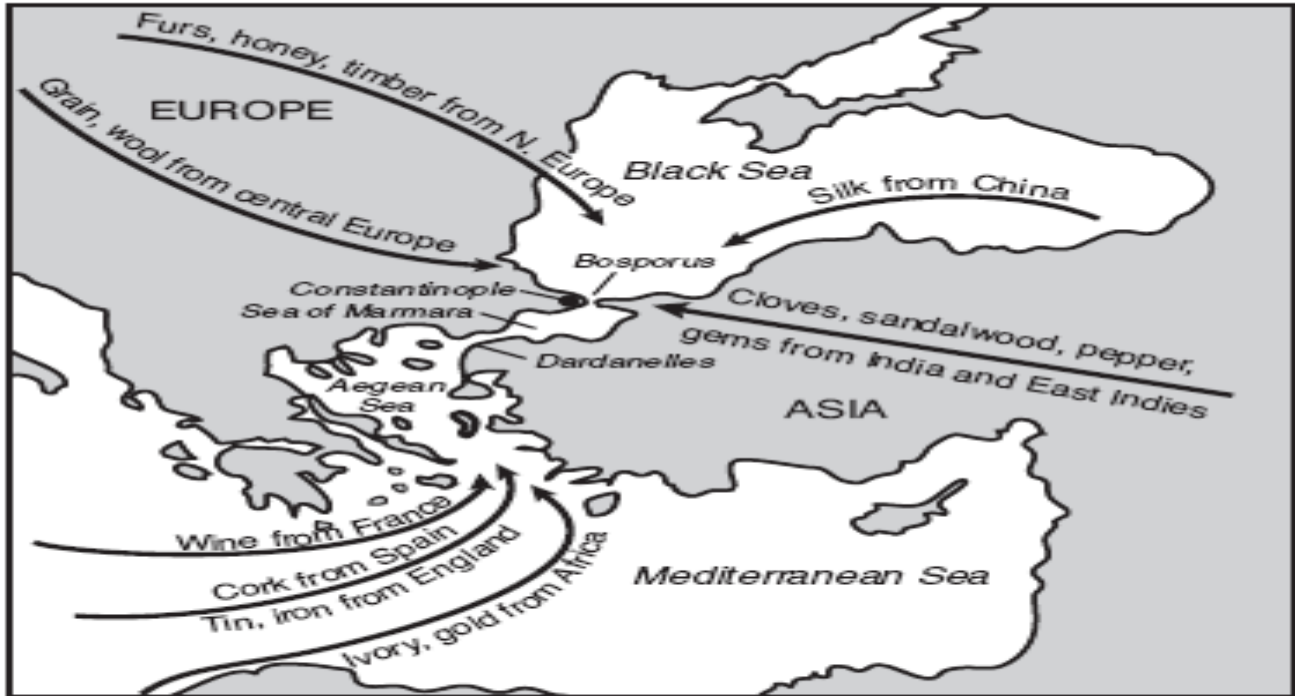 Furs, honey, timber from N. Europe
Grain, wool from central Europe
EUROPE
Black Sea
Silk from China
Bosporus
Constantinople
Sea of Marmara
Dardanelles
Cloves, sandalwood, pepper,
gems from India and East Indies
Aegean
Sea
ASIA
Wine from France
Cork from Spain
Tin, iron from England
Ivory, gold from Africa
Mediterranean Sea